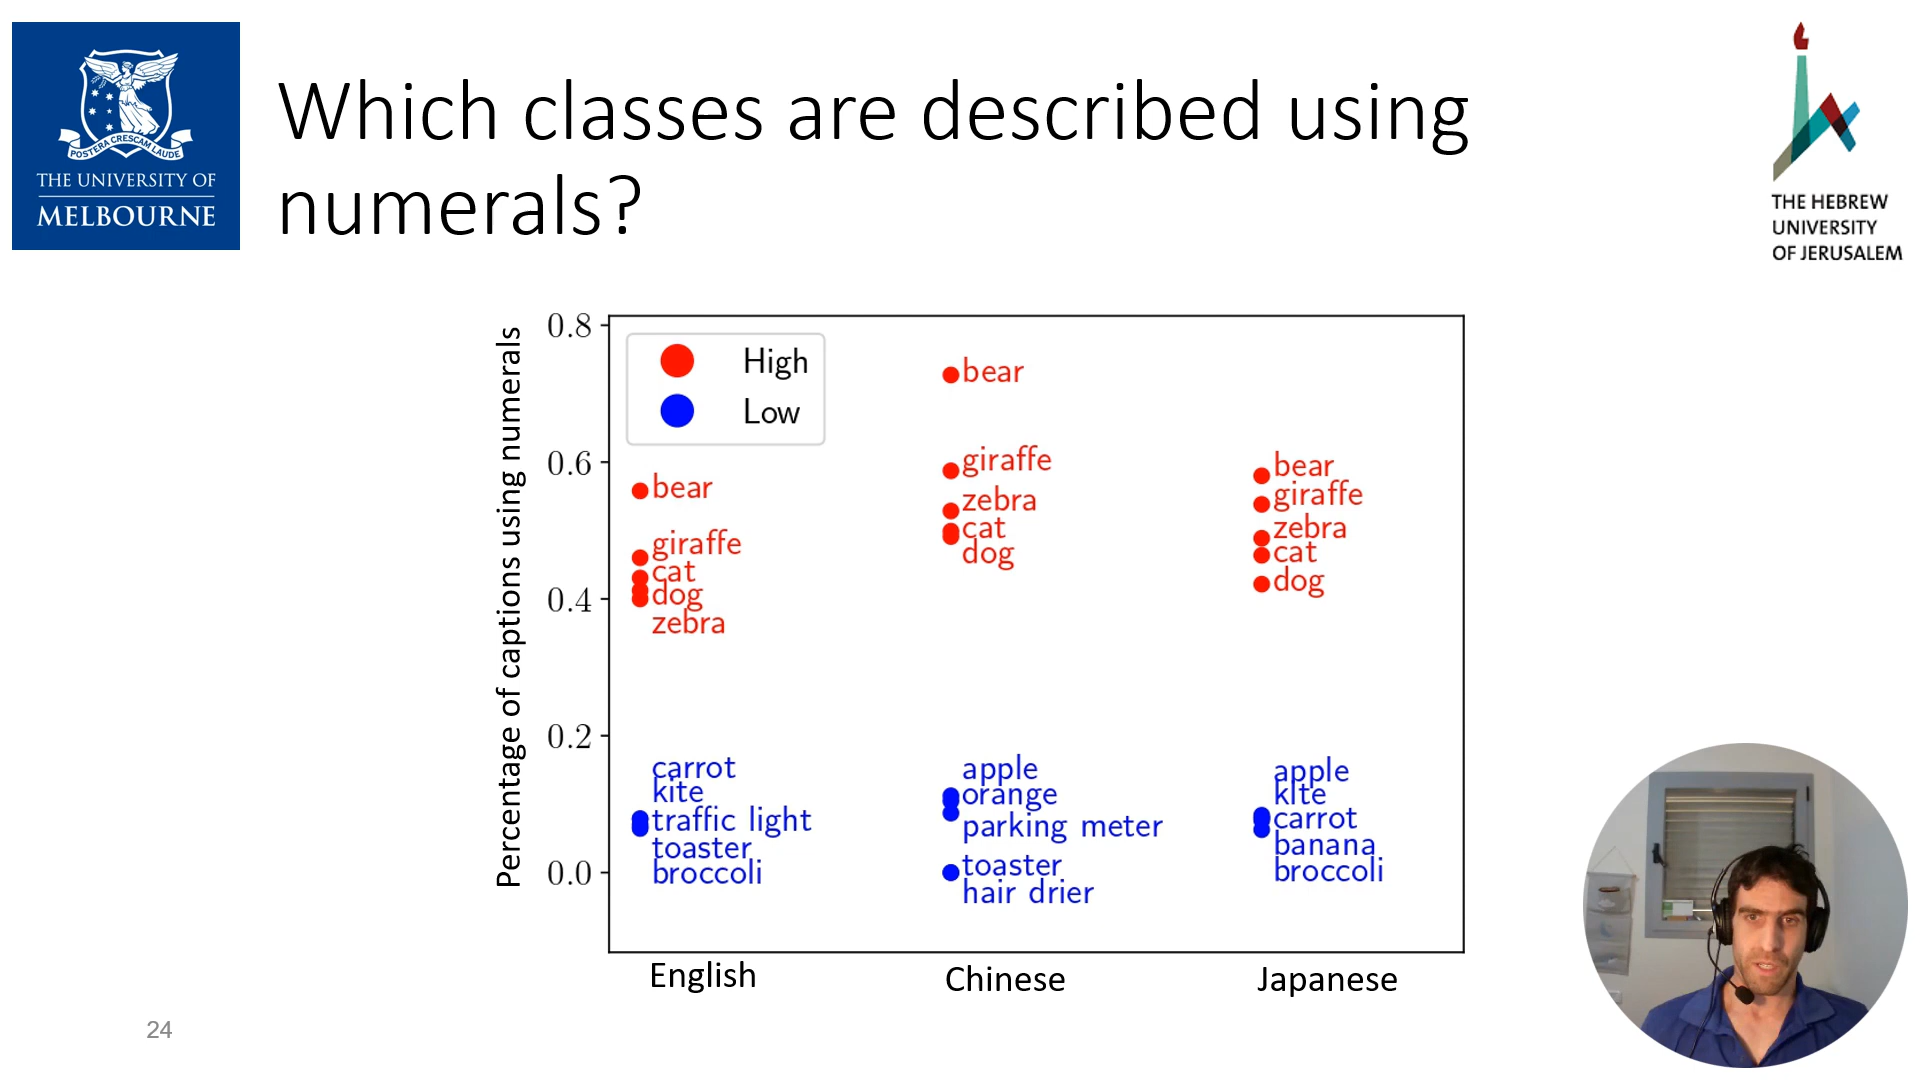 POSTERA CRESCAM LAUDE
THE UNIVERSITY OF
MELBOURNE
Which classes are described using
numerals?
THE HEBREW
UNIVERSITY
OF JERUSALEM
Percentage of captions using numerals
0.8
0.6
0.4
0.2
0.0
High
Low
bear
giraffe
cat
dog
zebra
carrot
kite
traffic light
toaster
broccoli
bear
giraffe
zebra
cat
dog
apple
orange
parking meter
toaster
hair drier
bear
giraffe
zebra
cat
dog
apple
kite
carrot
banana
broccoli
English
Chinese
Japanese
24